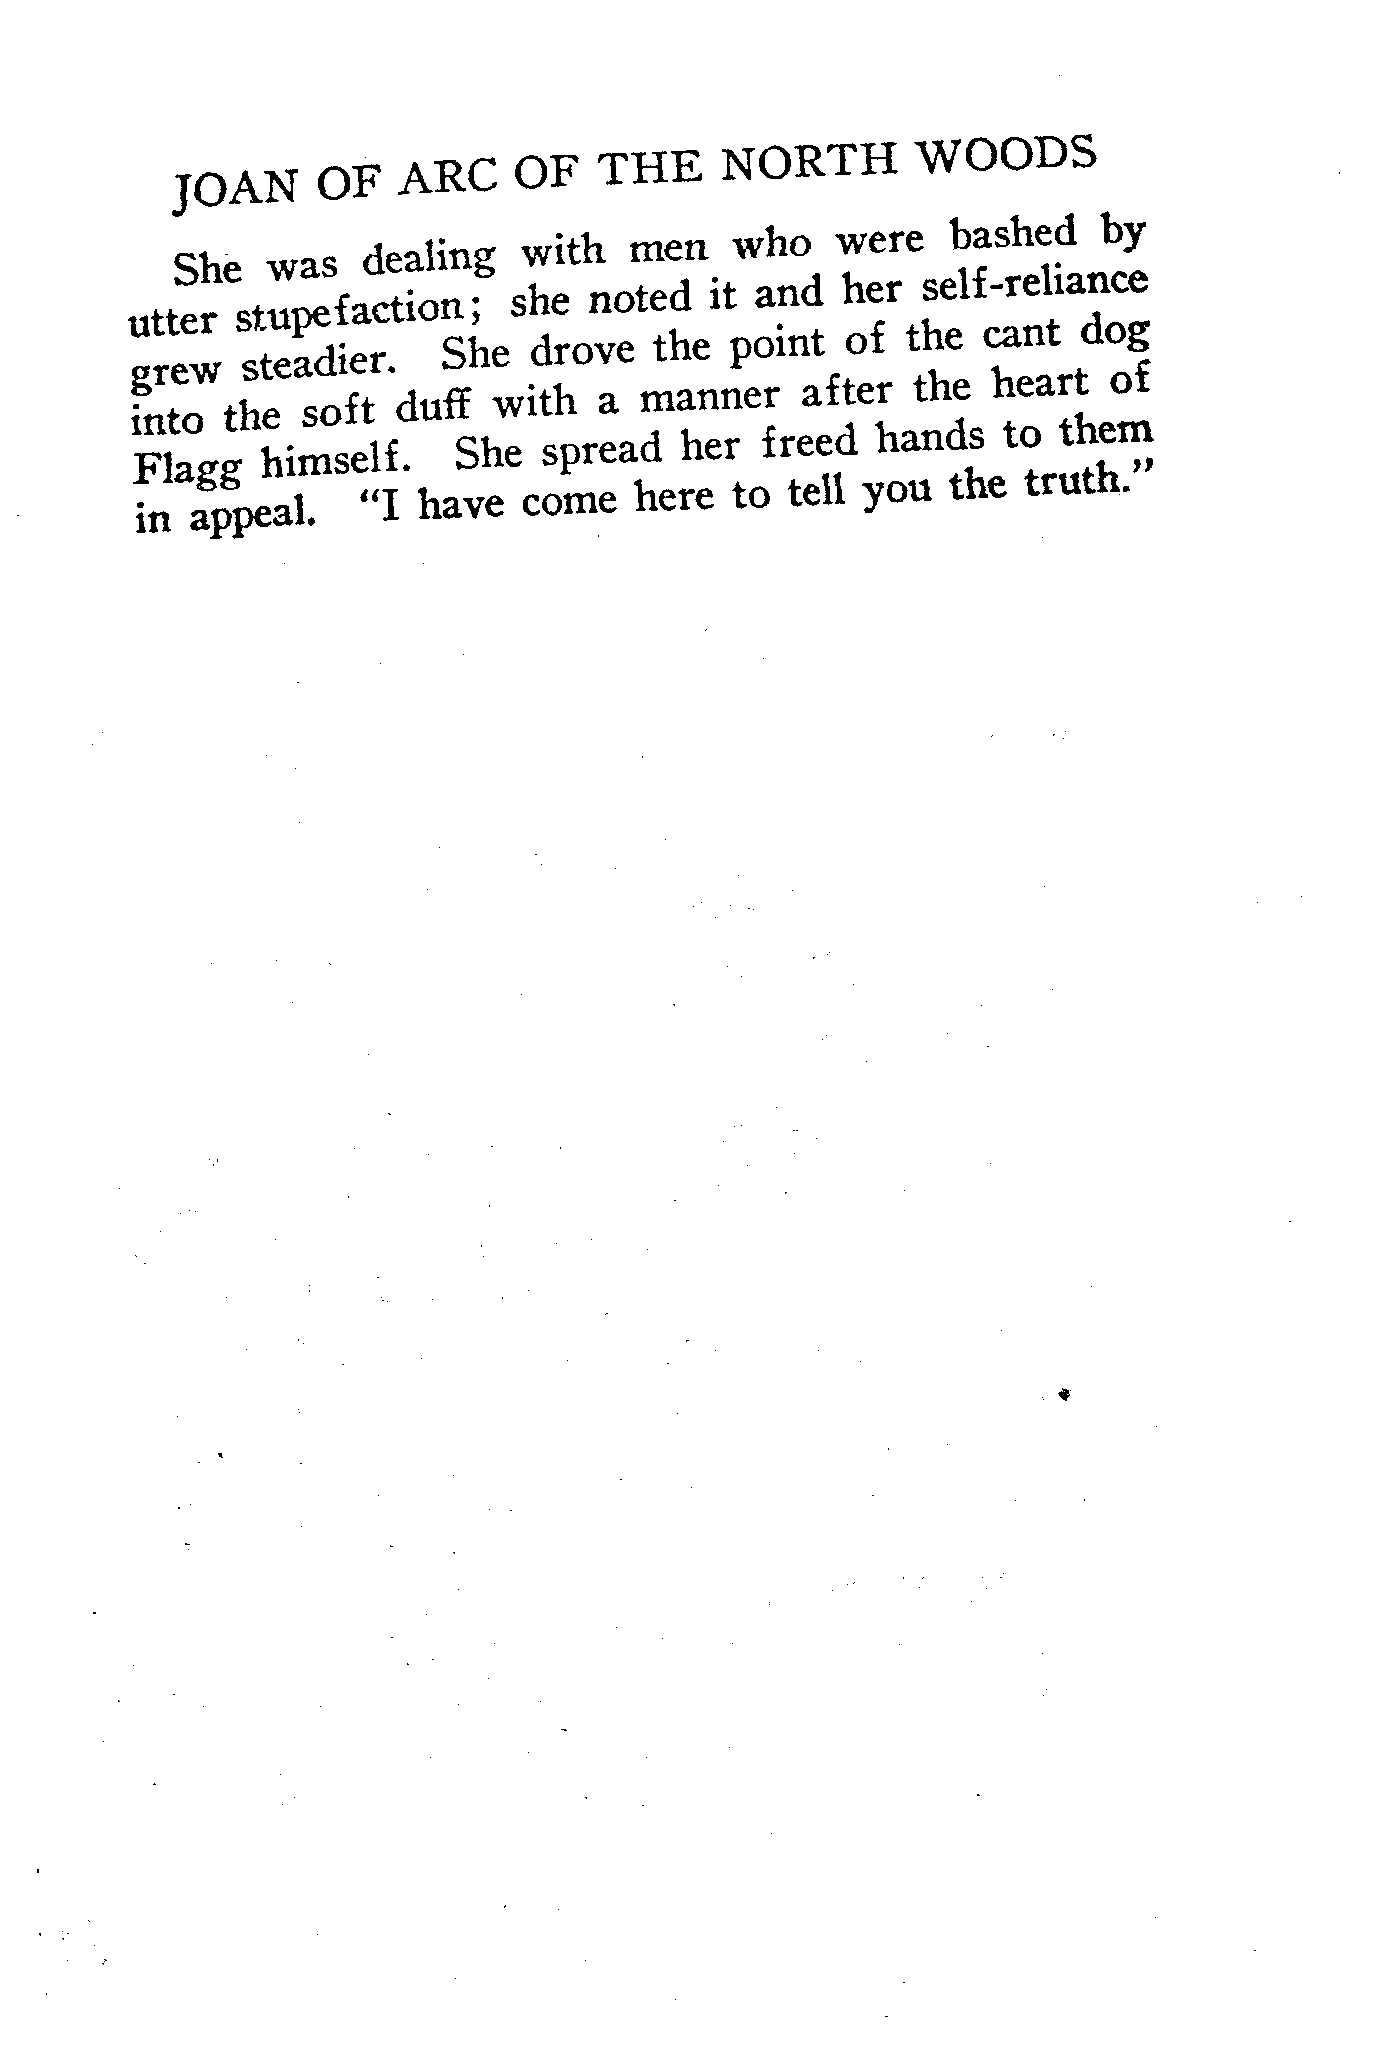 JOAN OF ARC OF THE NORTH WOODS
She was dealing with men who were bashed by
utter stupefaction; she noted it and her self-reliance
grew steadier. She drove the point of the cant dog
into the soft duff with a manner after the heart of
Flagg himself. She spread her freed hands to them
in appeal. “I have come here to tell you the truth.”